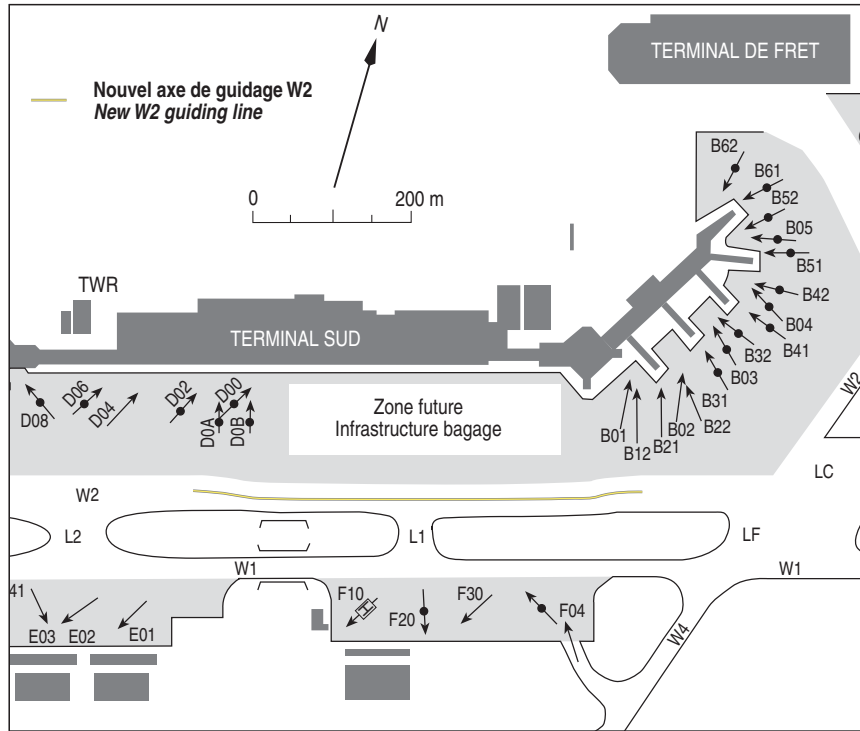 N
TERMINAL DE FRET
Nouvel axe de guidage W2
New W2 guiding line
0 200 m
B62
B61
B52
B05
B51
B42
B04
B41
B32
B03
B31
B22
B02
B21
B12
B01
TWR
TERMINAL SUD
W2
D08
D06
D04
D02
D00
D0A
D0B
Zone future
Infrastructure bagage
LC
W2
L2
L1
LF
W1
W1
41
E03
E02
E01
F10
H
F20
F30
F04
W4